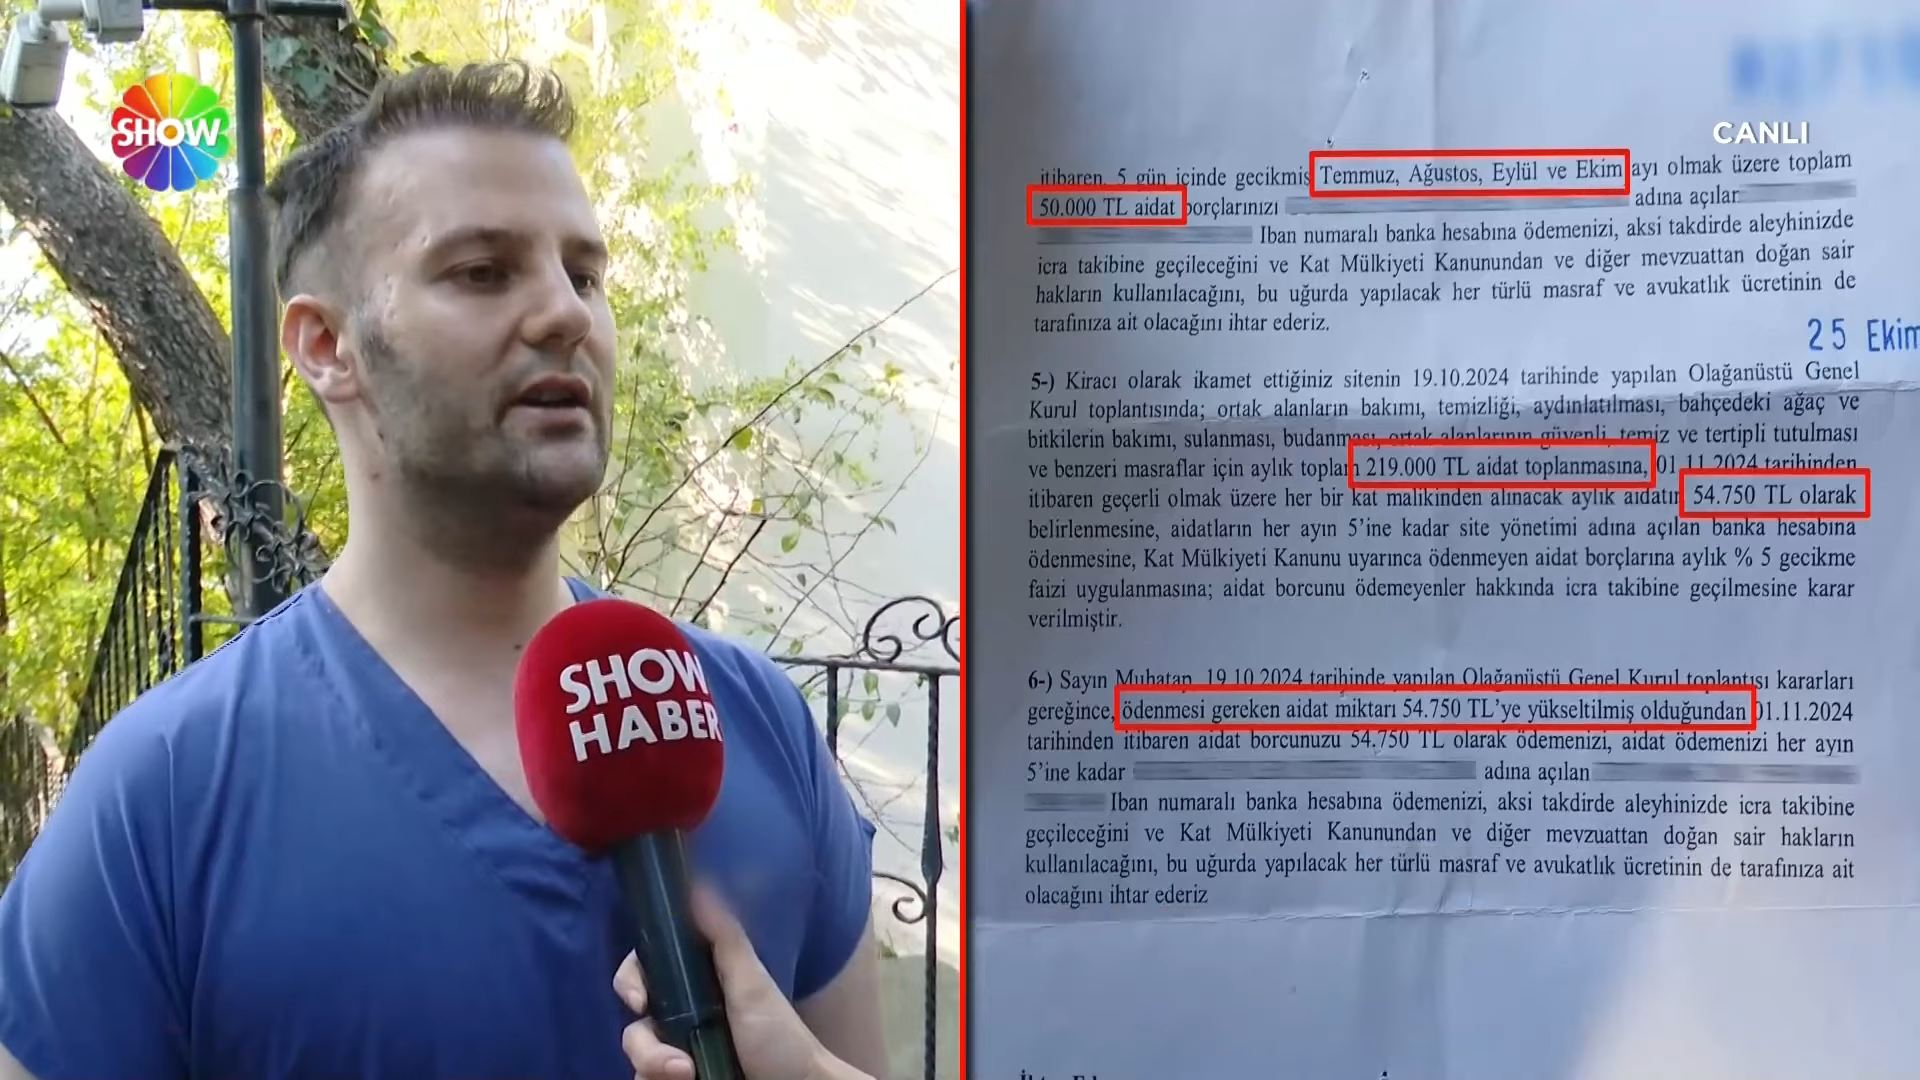 SHOW
SHOW
HABER
CANLI
itibaren 5 gün içinde gecikmiş Temmuz, Ağustos, Eylül ve Ekim ayı olmak üzere toplam
50.000 TL aidat borçlarınızı adına açılan
Iban numaralı banka hesabına ödemenizi, aksi takdirde aleyhinizde
icra takibine geçileceğini ve Kat Mülkiyeti Kanunundan ve diğer mevzuattan doğan sair
hakların kullanılacağını, bu uğurda yapılacak her türlü masraf ve avukatlık ücretinin de
tarafınıza ait olacağını ihtar ederiz.
25 Ekim
5-) Kiracı olarak ikamet ettiğiniz sitenin 19.10.2024 tarihinde yapılan Olağanüstü Genel
Kurul toplantısında; ortak alanların bakımı, temizliği, aydınlatılması, bahçedeki ağaç ve
bitkilerin bakımı, sulanması, budanması, ortak alanlarının güvenli, temiz ve tertipli tutulması
ve benzeri masraflar için aylık toplam 219.000 TL aidat toplanmasına, 01.11.2024 tarihinden
itibaren geçerli olmak üzere her bir kat malikinden alınacak aylık aidatın 54.750 TL olarak
belirlenmesine, aidatların her ayın 5’ine kadar site yönetimi adına açılan banka hesabına
ödenmesine, Kat Mülkiyeti Kanunu uyarınca ödenmeyen aidat borçlarına aylık % 5 gecikme
faizi uygulanmasına; aidat borcunu ödemeyenler hakkında icra takibine geçilmesine karar
verilmiştir.
6-) Sayın Muhatap, 19.10.2024 tarihinde yapılan Olağanüstü Genel Kurul toplantısı kararları
gereğince, ödenmesi gereken aidat miktarı 54.750 TL’ye yükseltilmiş olduğundan 01.11.2024
tarihinden itibaren aidat borcunuzu 54.750 TL olarak ödemenizi, aidat ödemenizi her ayın
5’ine kadar adına açılan
Iban numaralı banka hesabına ödemenizi, aksi takdirde aleyhinizde icra takibine
geçileceğini ve Kat Mülkiyeti Kanunundan ve diğer mevzuattan doğan sair hakların
kullanılacağını, bu uğurda yapılacak her türlü masraf ve avukatlık ücretinin de tarafınıza ait
olacağını ihtar ederiz